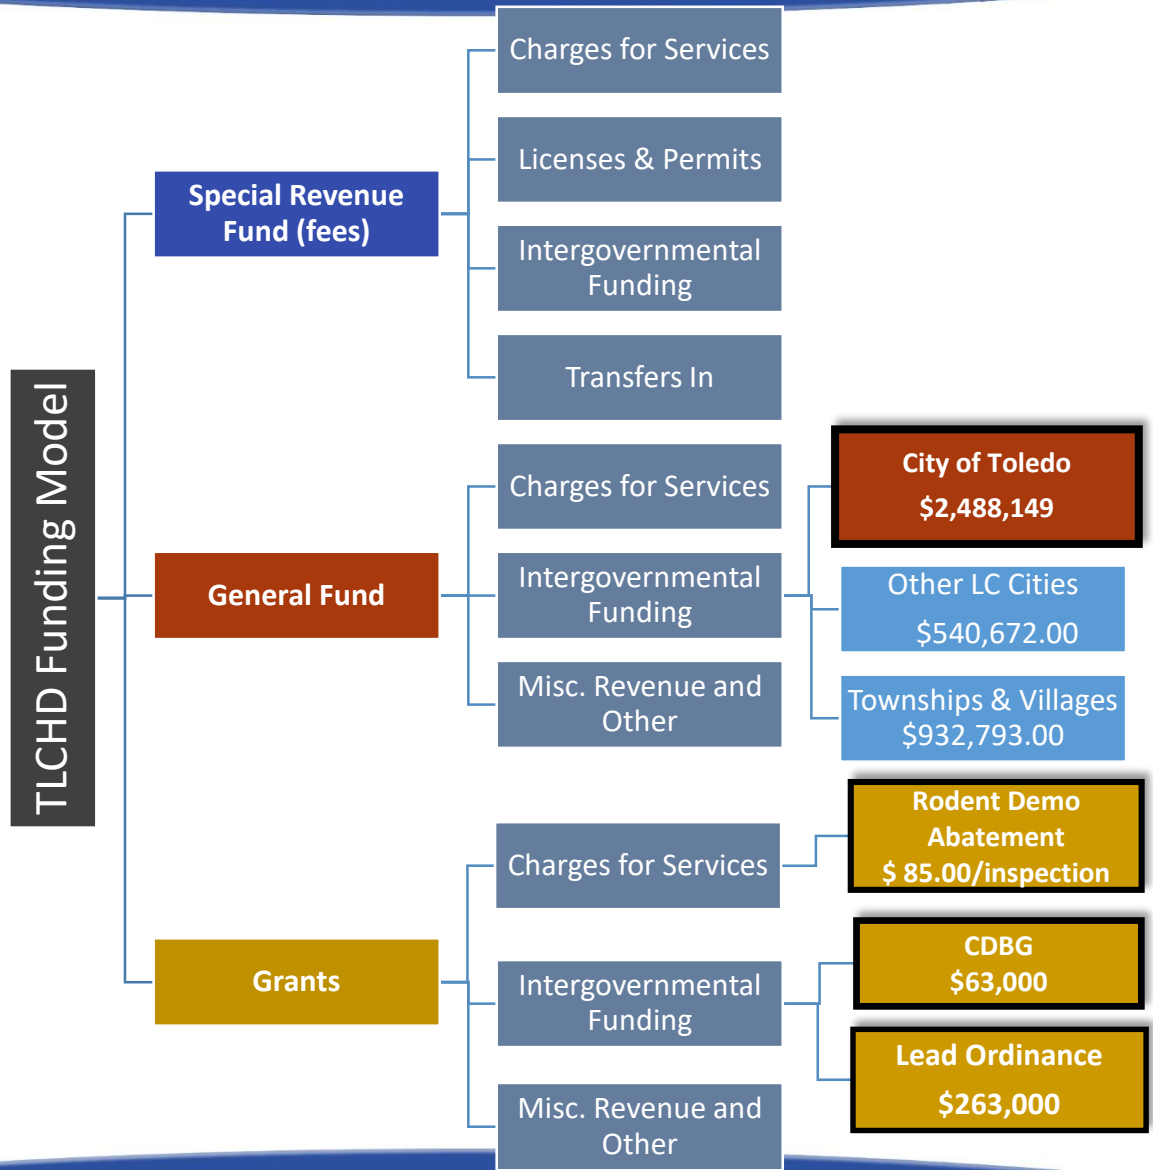 TLCHD Funding Model
Special Revenue
Fund (fees)
Charges for Services
Licenses & Permits
Intergovernmental
Funding
Transfers In
General Fund
Charges for Services
Intergovernmental
Funding
Misc. Revenue and
Other
City of Toledo
$2,488,149
Other LC Cities
$540,672.00
Townships & Villages
$932,793.00
Grants
Charges for Services
Intergovernmental
Funding
Misc. Revenue and
Other
Rodent Demo
Abatement
$ 85.00/inspection
CDBG
$63,000
Lead Ordinance
$263,000